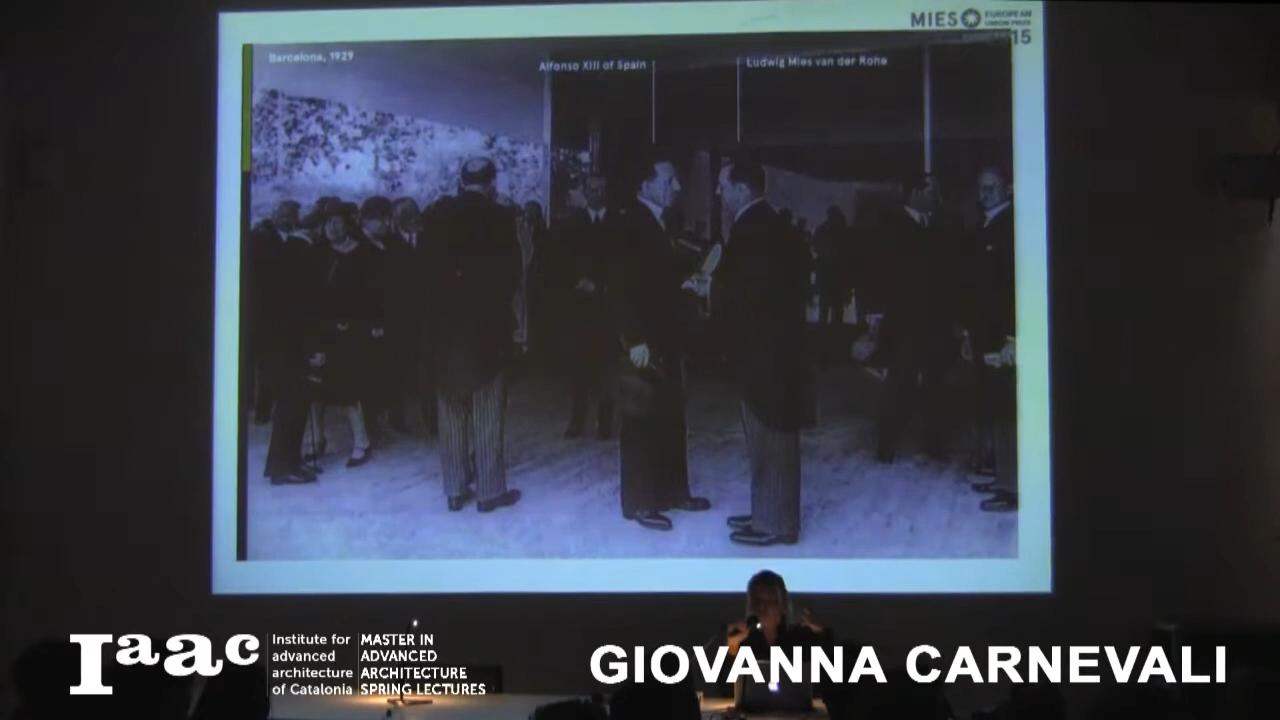 MIES EUROPEAN
UNION PRIZE
15
Barcelona, 1929
Alfonso XIII of Spain
Ludwig Mies van der Rohe
Iaac
Institute for
advanced
architecture
of Catalonia
MASTER IN
ADVANCED
ARCHITECTURE
SPRING LECTURES
GIOVANNA CARNEVALI